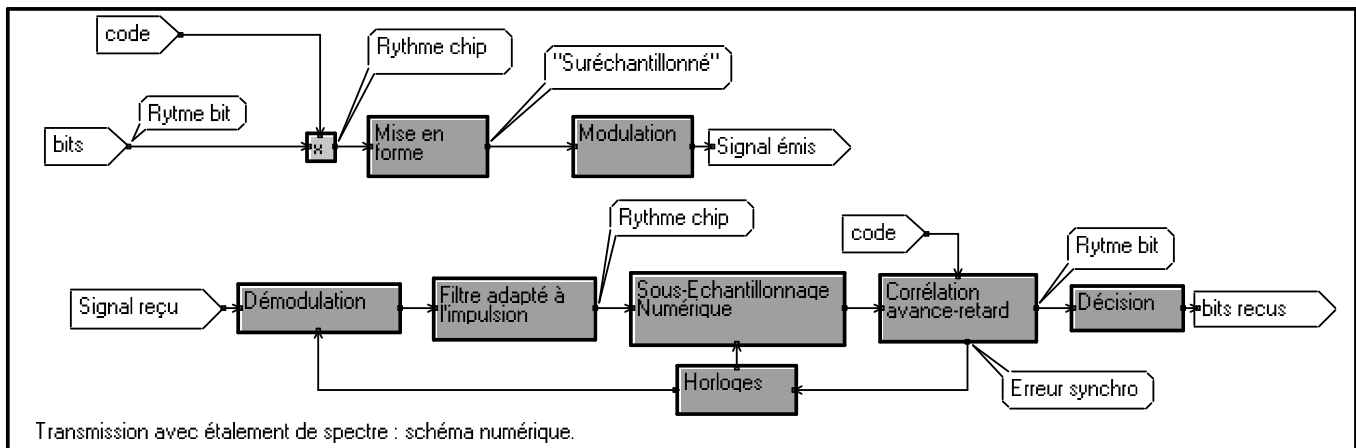 code
Rythme chip
"Suréchantillonné"
Rytme bit
bits
x
Mise en
forme
Modulation
Signal émis
Rythme chip
code
Rytme bit
Signal reçu
Démodulation
Filtre adapté à
l'impulsion
Sous-Echantillonnage
Numérique
Corrélation
avance-retard
Décision
bits recus
Horloges
Erreur synchro
Transmission avec étalement de spectre : schéma numérique.